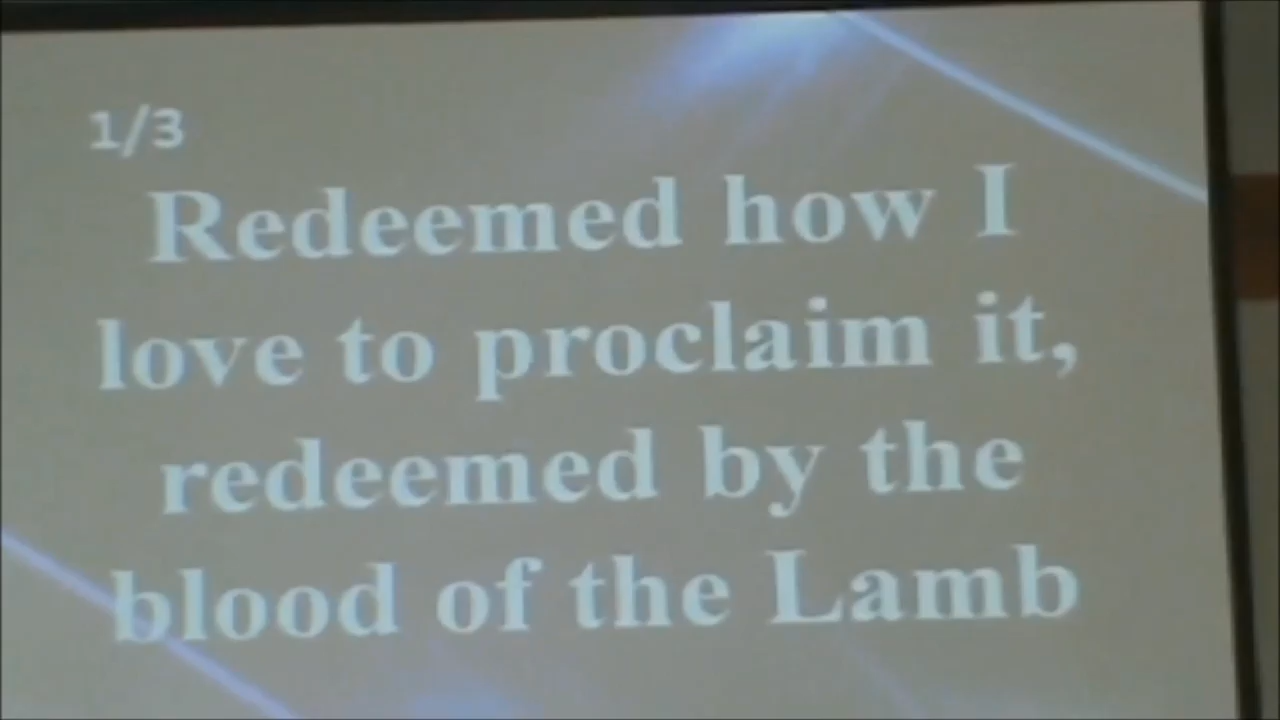 1/3
Redeemed how I
love to proclaim it,
redeemed by the
blood of the Lamb